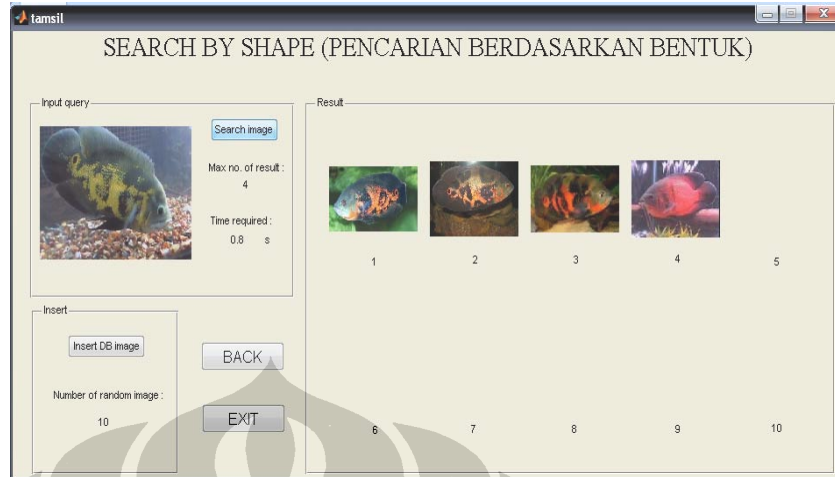 tamsil
SEARCH BY SHAPE (PENCARIAN BERDASARKAN BENTUK)
Input query
Search image
Max no. of result :
4
Time required :
0.8 s
Insert
Insert DB image
Number of random image :
10
BACK
EXIT
Result
1 2 3 4 5
6 7 8 9 10